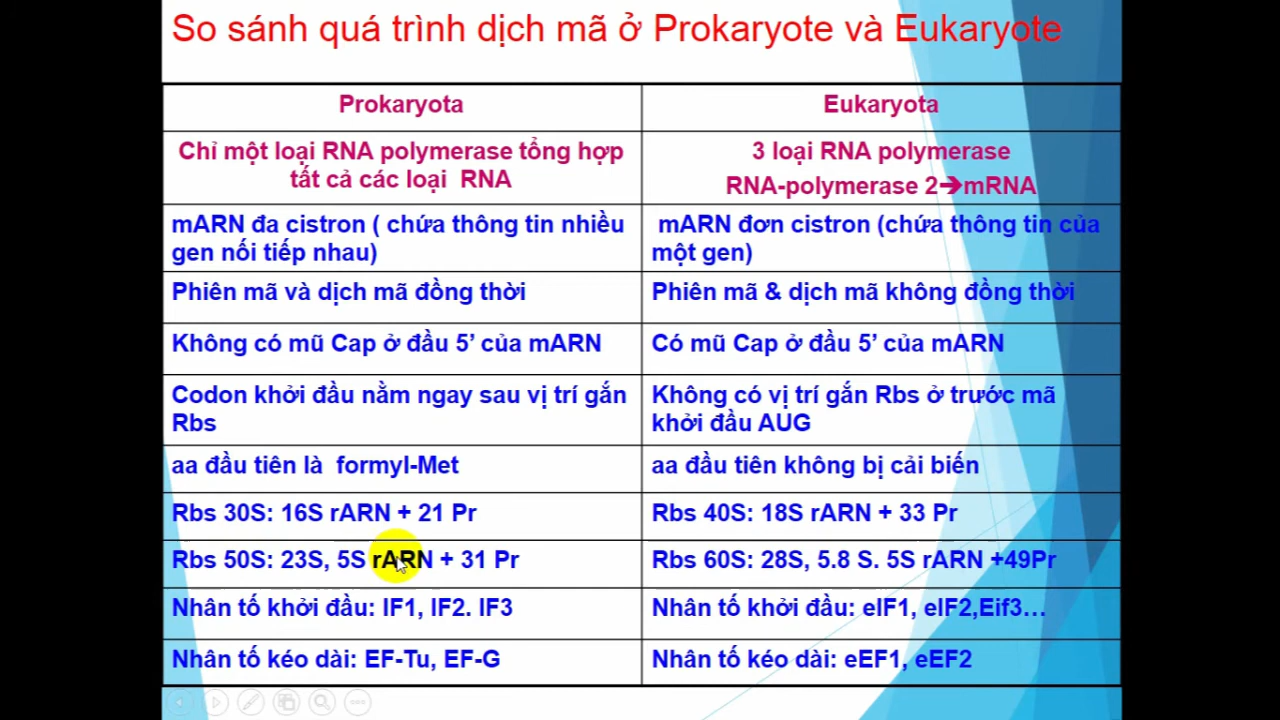 So sánh quá trình dịch mã ở Prokaryote và Eukaryote
Prokaryota
Eukaryota
Chỉ một loại RNA polymerase tổng hợp
tất cả các loại RNA
3 loại RNA polymerase
RNA-polymerase 2➔mRNA
mARN đa cistron ( chứa thông tin nhiều
gen nối tiếp nhau)
mARN đơn cistron (chứa thông tin của
một gen)
Phiên mã và dịch mã đồng thời
Phiên mã & dịch mã không đồng thời
Không có mũ Cap ở đầu 5’ của mARN
Có mũ Cap ở đầu 5’ của mARN
Codon khởi đầu nằm ngay sau vị trí gắn
Rbs
Không có vị trí gắn Rbs ở trước mã
khởi đầu AUG
aa đầu tiên là formyl-Met
aa đầu tiên không bị cải biến
Rbs 30S: 16S rARN + 21 Pr
Rbs 40S: 18S rARN + 33 Pr
Rbs 50S: 23S, 5S rARN + 31 Pr
Rbs 60S: 28S, 5.8 S. 5S rARN +49Pr
Nhân tố khởi đầu: IF1, IF2. IF3
Nhân tố khởi đầu: eIF1, eIF2,Eif3…
Nhân tố kéo dài: EF-Tu, EF-G
Nhân tố kéo dài: eEF1, eEF2